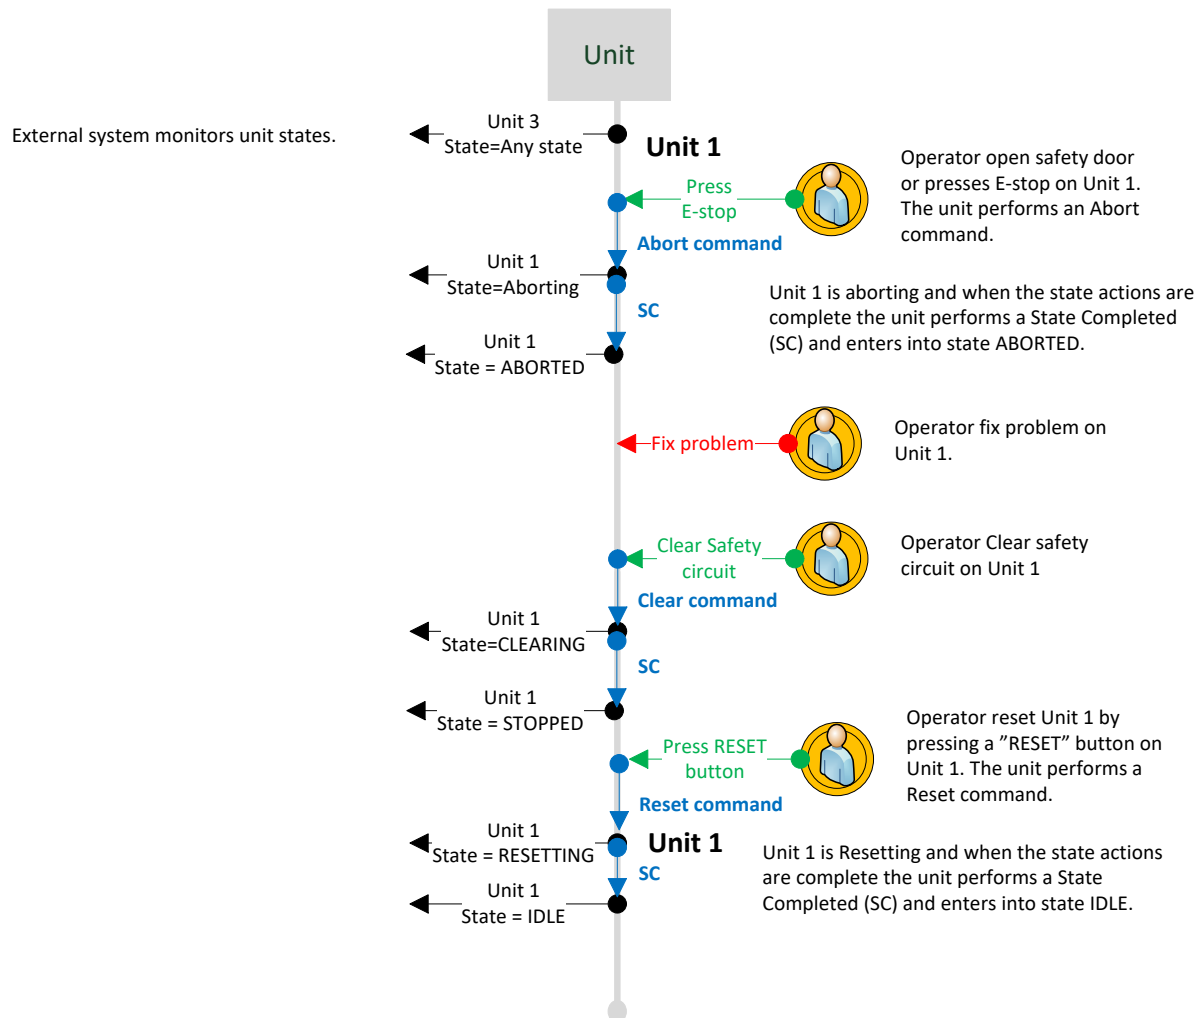 Unit
External system monitors unit states.
Unit 3
State=Any state
Unit 1
Press
E-stop
Operator open safety door
or presses E-stop on Unit 1.
The unit performs an Abort
command.
Abort command
Unit 1
State=Aborting
SC
Unit 1 is aborting and when the state actions are
complete the unit performs a State Completed
(SC) and enters into state ABORTED.
Unit 1
State = ABORTED
Fix problem
Operator fix problem on
Unit 1.
Clear Safety
circuit
Operator Clear safety
circuit on Unit 1
Clear command
Unit 1
State=CLEARING
SC
Unit 1
State = STOPPED
Press RESET
button
Operator reset Unit 1 by
pressing a ”RESET” button on
Unit 1. The unit performs a
Reset command.
Reset command
Unit 1
State = RESETTING
Unit 1
SC
Unit 1 is Resetting and when the state actions
are complete the unit performs a State
Completed (SC) and enters into state IDLE.
Unit 1
State = IDLE